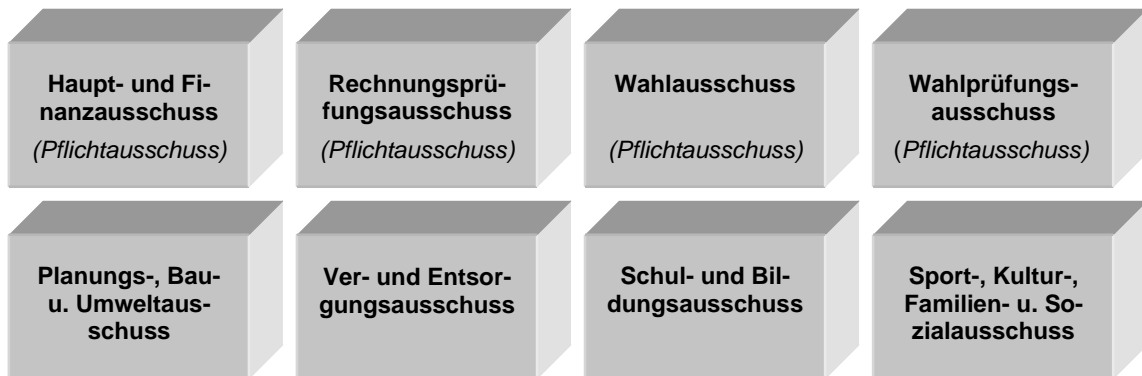 Haupt- und Fi-
nanzausschuss
(Pflichtausschuss)
Rechnungsprü-
fungsausschuss
(Pflichtausschuss)
Wahlausschuss
(Pflichtausschuss)
Wahlprüfungs-
ausschuss
(Pflichtausschuss)
Planungs-, Bau-
u. Umweltaus-
schuss
Ver- und Entsor-
gungsausschuss
Schul- und Bil-
dungsausschuss
Sport-, Kultur-,
Familien- u. So-
zialausschuss